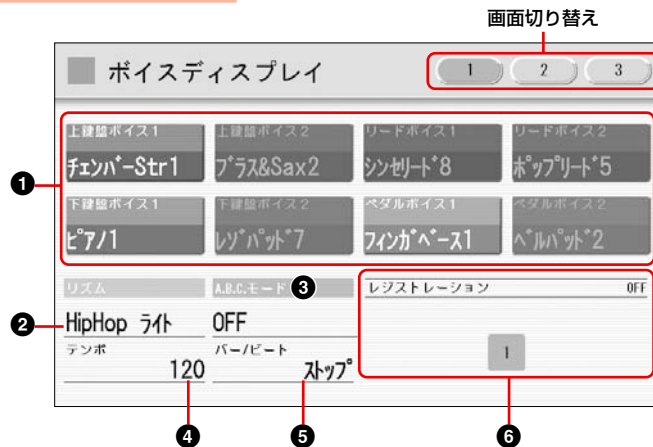 画面切り替え
ボイスディスプレイ
1 2 3
上鍵盤ボイス1 上鍵盤ボイス2 リードボイス1 リードボイス2
チェンバーStr1 ブラス&Sax2 シンセリード8 ポップリード5
❶
下鍵盤ボイス1 下鍵盤ボイス2 ペダルボイス1 ペダルボイス2
ピアノ1 レゾパッド7 フィンガベース1 ベルパッド2
リズム A.B.C.モード ❸ レジストレーション OFF
❷ HipHop ライト OFF
テンポ バー/ビート
120 ストップ
1
❹ ❺ ❻